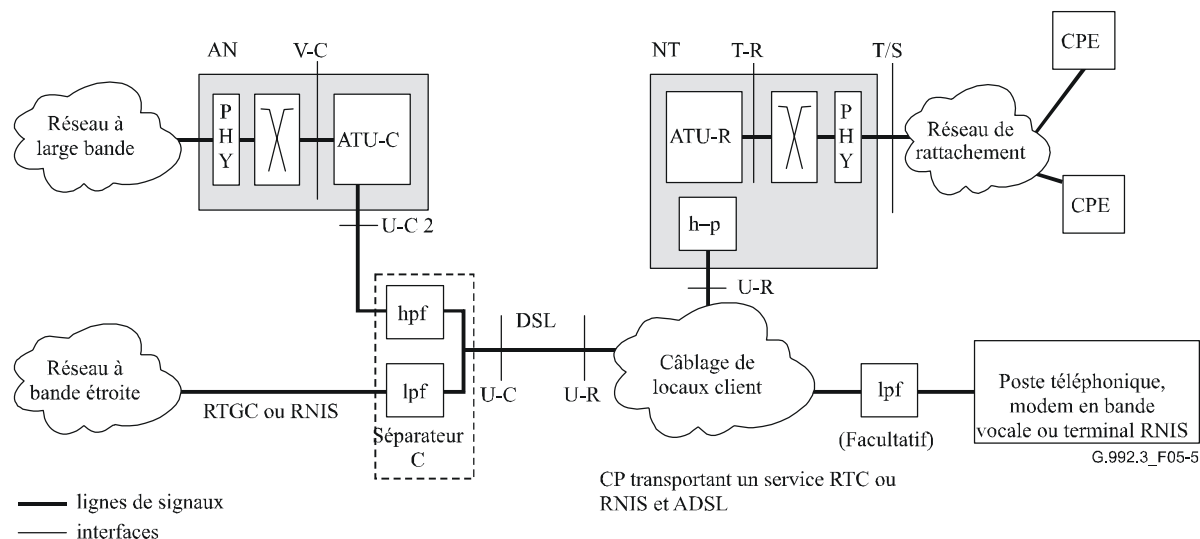 AN
V-C
NT
T-R
T/S
CPE
Réseau à
large bande
P
H
Y
ATU-C
ATU-R
P
H
Y
Réseau de
rattachement
CPE
U-C 2
h–p
U-R
hpf
DSL
Réseau à
bande étroite
RTGC ou RNIS
lpf
U-C
U-R
Câblage de
locaux client
lpf
(Facultatif)
Poste téléphonique,
modem en bande
vocale ou terminal RNIS
Séparateur
C
G.992.3_F05-5
CP transportant un service RTC ou
RNIS et ADSL
lignes de signaux
interfaces